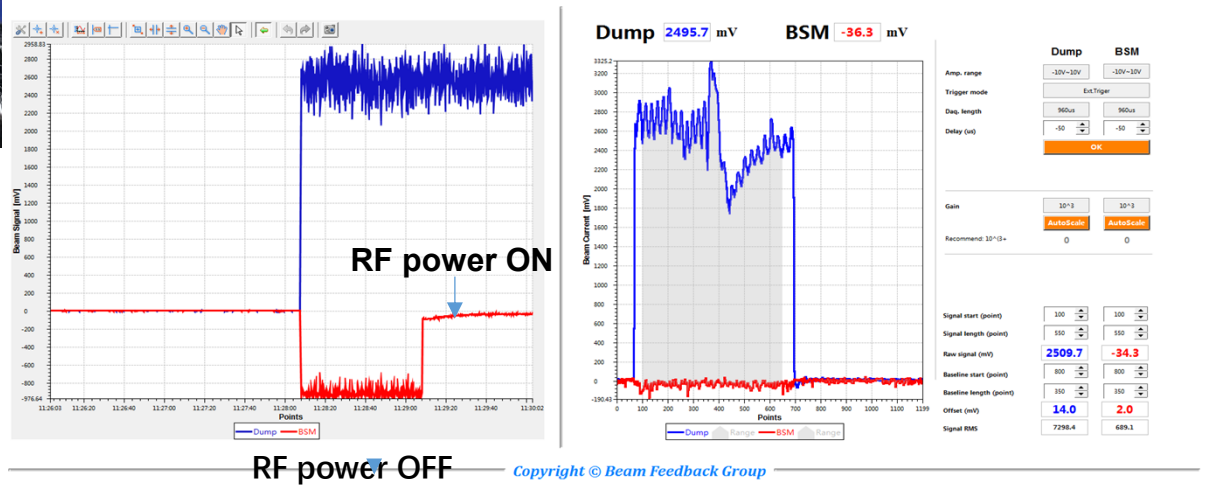 Dump 2495.7 mV BSM -36.3 mV
2958.83
2800
2600
2400
2200
2000
1800
1600
1400
1200
1000
800
600
400
200
0
-200
-400
-600
-800
-976.64
Beam Signal [mV]
11:26:03 11:26:20 11:26:40 11:27:00 11:27:20 11:27:40 11:28:00 11:28:20 11:28:40 11:29:00 11:29:20 11:29:40 11:30:02
Points
Dump BSM
RF power ON
RF power OFF
3325.2
3200
3000
2800
2600
2400
2200
2000
1800
1600
1400
1200
1000
800
600
400
200
0
-190.43
Beam Current [mV]
0 100 200 300 400 500 600 700 800 900 1000 1100 1199
Points
Dump Range BSM Range
Dump BSM
Amp. range -10V~10V -10V~10V
Trigger mode Ext.Triger
Daq. length 960us 960us
Delay (us) -50 -50
OK
Gain 10^3 10^3
AutoScale AutoScale
Recommend: 10^(3+ 0 0
Signal start (point) 100 100
Signal length (point) 550 550
Raw signal (mV) 2509.7 -34.3
Baseline start (point) 800 800
Baseline length (point) 350 350
Offset (mV) 14.0 2.0
Signal RMS 7298.4 689.1
Copyright © Beam Feedback Group